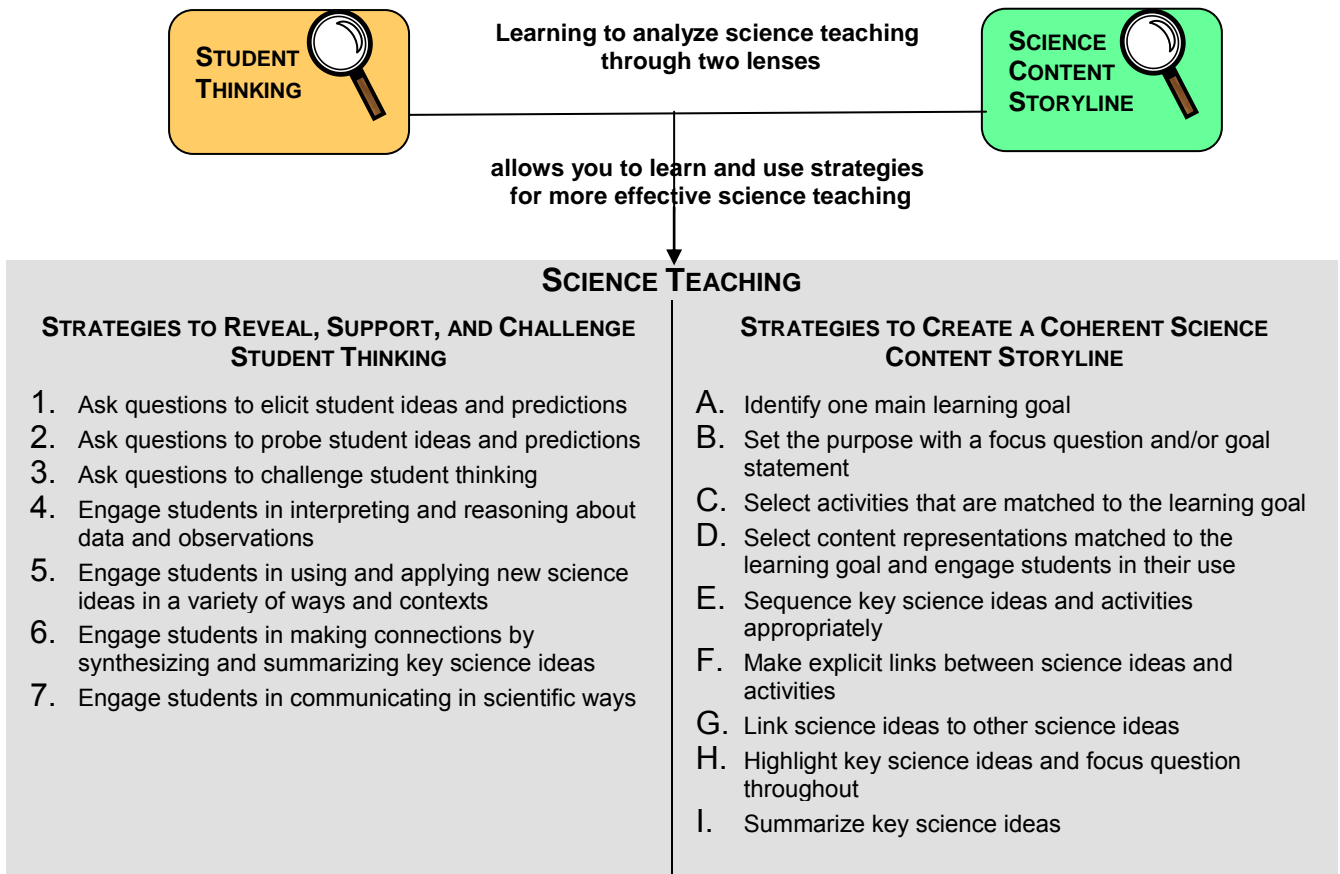 STUDENT
THINKING
Learning to analyze science teaching
through two lenses
SCIENCE
CONTENT
STORYLINE
allows you to learn and use strategies
for more effective science teaching
SCIENCE TEACHING
STRATEGIES TO REVEAL, SUPPORT, AND CHALLENGE
STUDENT THINKING
1. Ask questions to elicit student ideas and predictions
2. Ask questions to probe student ideas and predictions
3. Ask questions to challenge student thinking
4. Engage students in interpreting and reasoning about
data and observations
5. Engage students in using and applying new science
ideas in a variety of ways and contexts
6. Engage students in making connections by
synthesizing and summarizing key science ideas
7. Engage students in communicating in scientific ways
STRATEGIES TO CREATE A COHERENT SCIENCE
CONTENT STORYLINE
A. Identify one main learning goal
B. Set the purpose with a focus question and/or goal
statement
C. Select activities that are matched to the learning goal
D. Select content representations matched to the
learning goal and engage students in their use
E. Sequence key science ideas and activities
appropriately
F. Make explicit links between science ideas and
activities
G. Link science ideas to other science ideas
H. Highlight key science ideas and focus question
throughout
I. Summarize key science ideas